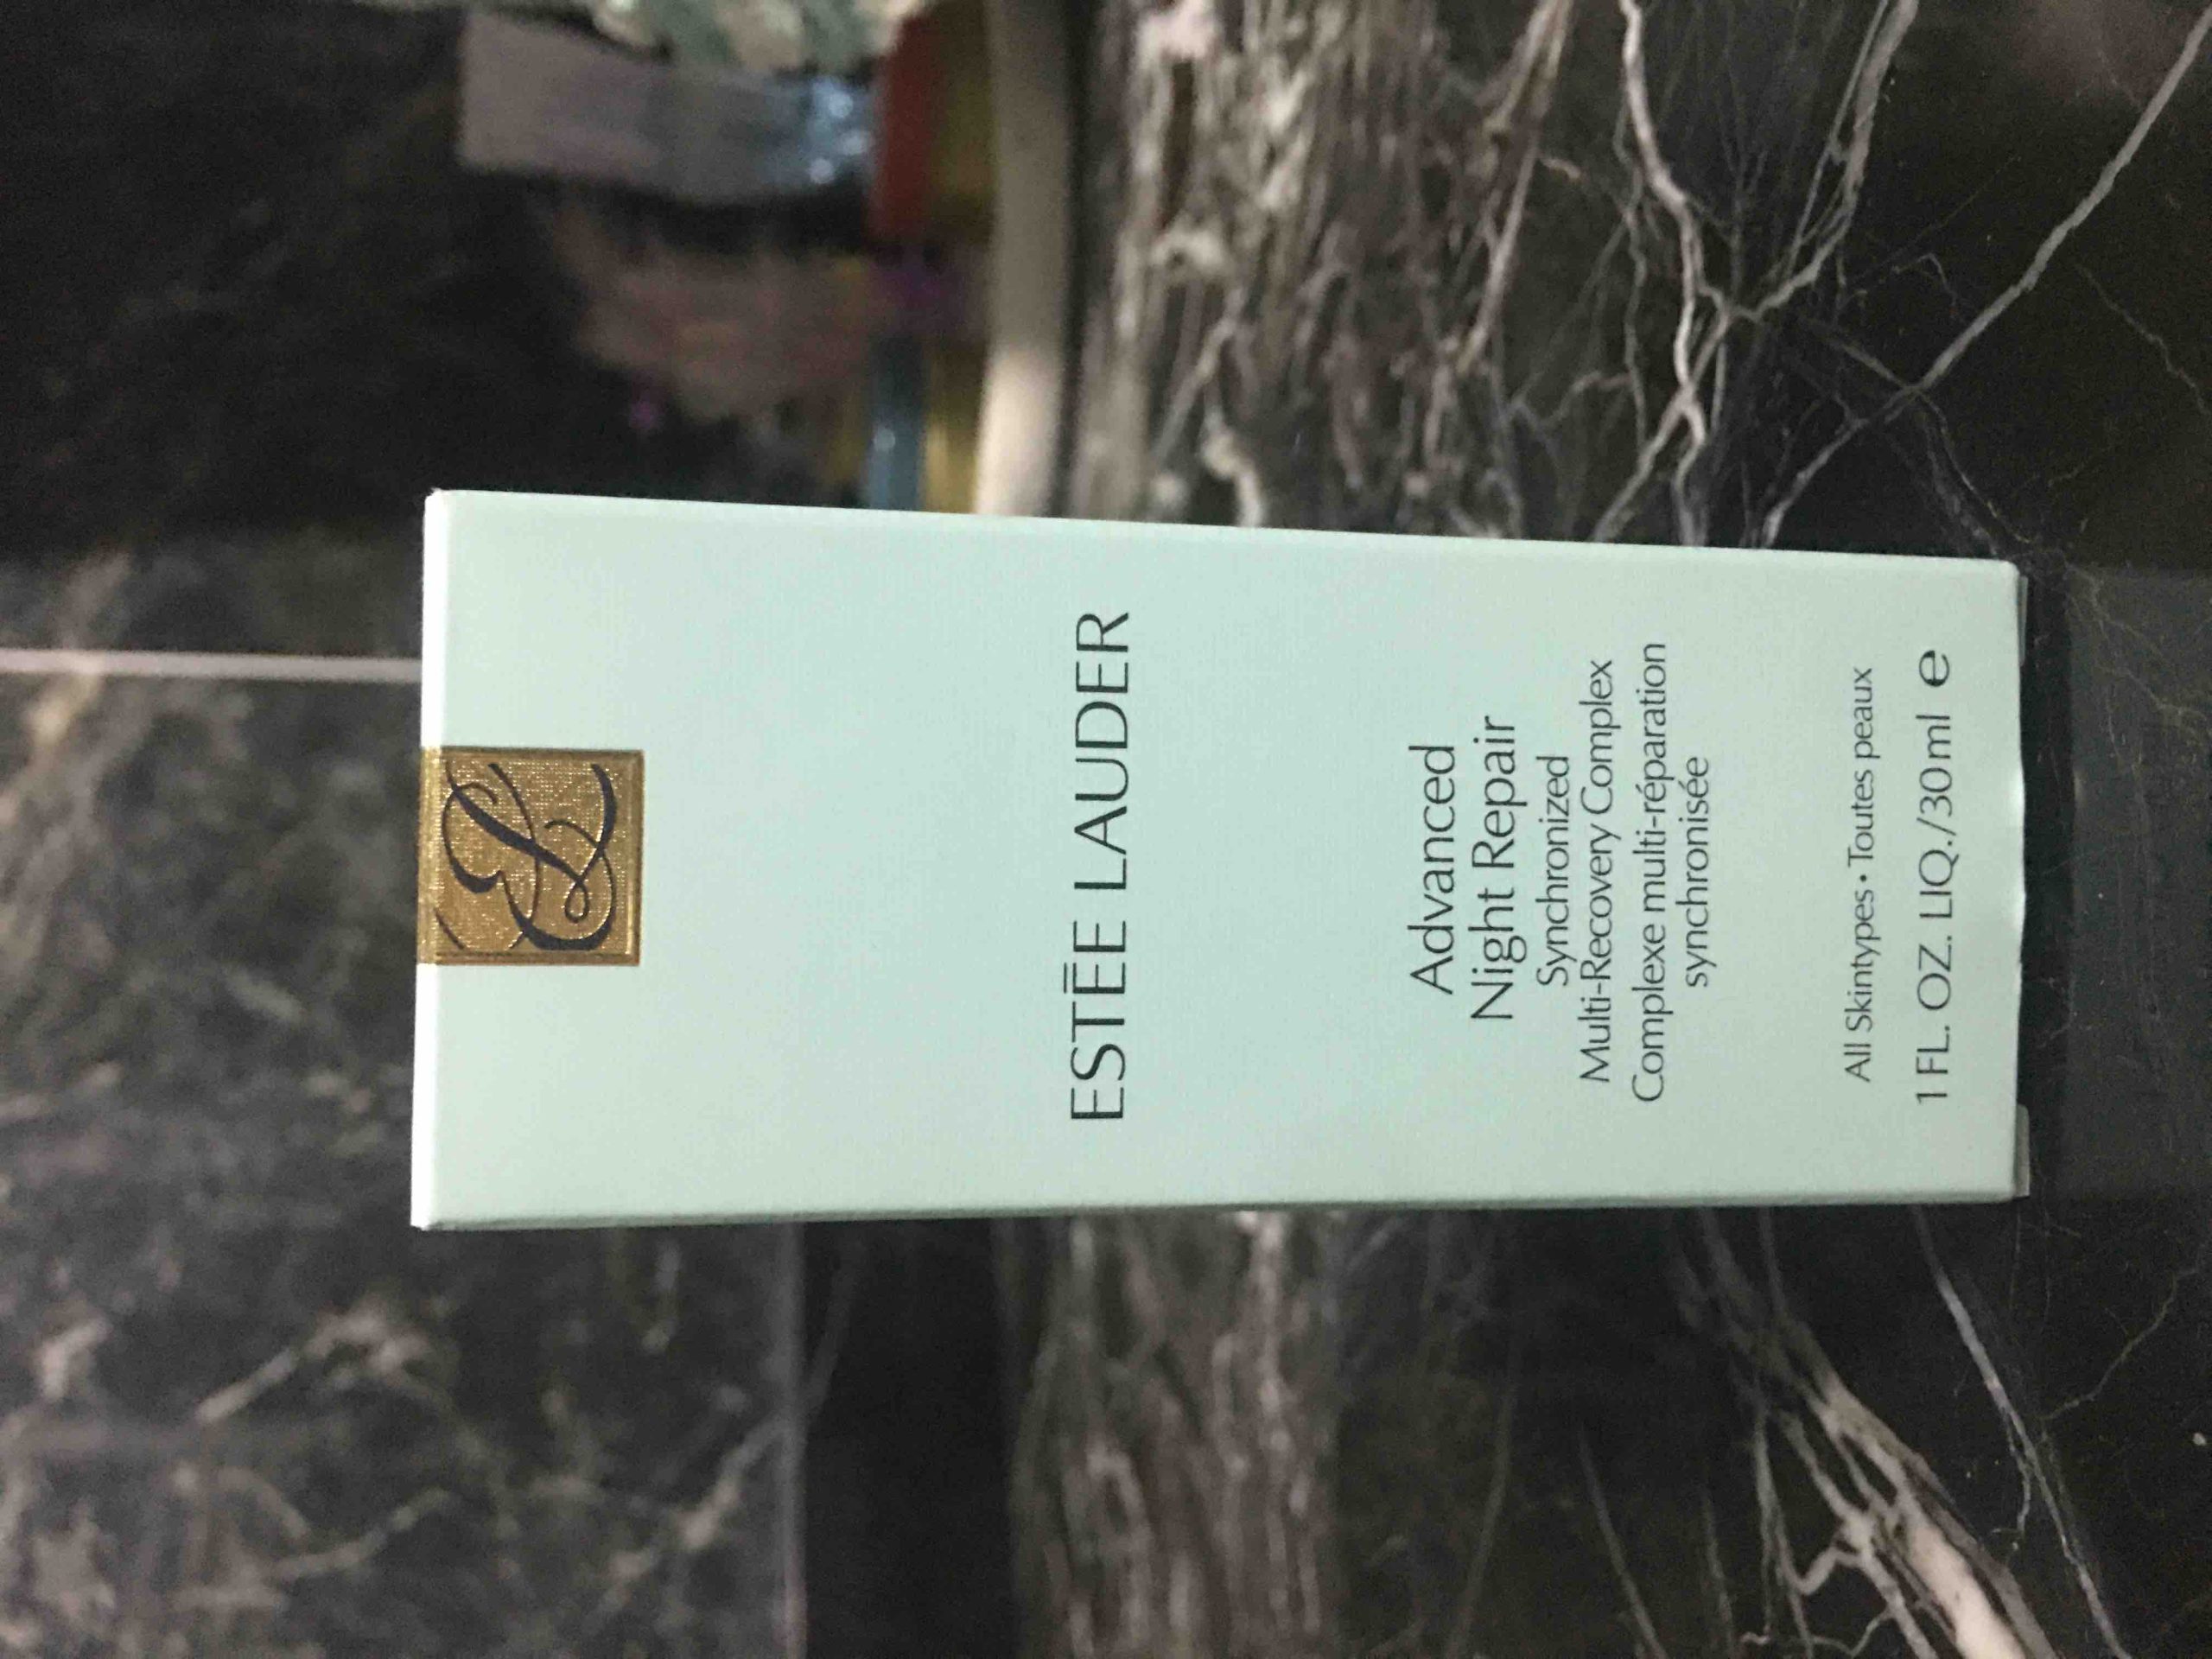 EL
ESTĒE LAUDER
Advanced
Night Repair
Synchronized
Multi-Recovery Complex
Complexe multi-réparation
synchronisée
All Skintypes • Toutes peaux
1 FL. OZ. LIQ./30 ml ℮